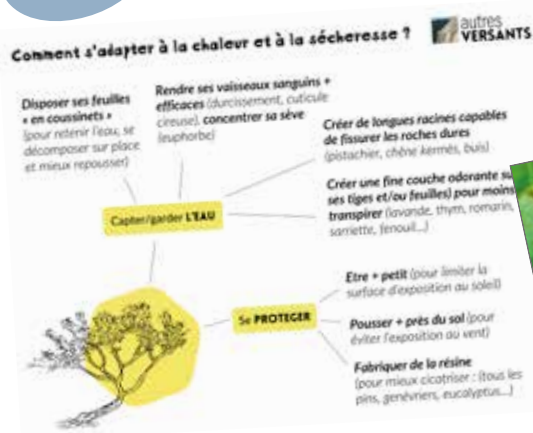 Comment s'adapter à la chaleur et à la sécheresse ?
autres
VERSANTS
Disposer ses feuilles
« en coussinets »
(pour retenir l'eau, se
décomposer sur place
et mieux repousser)
Rendre ses vaisseaux sanguins +
efficaces (durcissement, cuticule
cireuse), concentrer sa sève
(euphorbe)
Créer de longues racines capables
de fissurer les roches dures
(pistachier, chêne kermès, buis)
Créer une fine couche odorante
ses tiges et/ou feuilles) pour moins
transpirer (lavande, thym, romarin,
sarriette, fenouil...)
Capter/garder L'EAU
Se PROTEGER
Etre + petit (pour limiter la
surface d'exposition au soleil)
Pousser + près du sol (pour
éviter l'exposition au vent)
Fabriquer de la résine
(pour mieux cicatriser : (tous les
pins, genévriers, eucalyptus...)